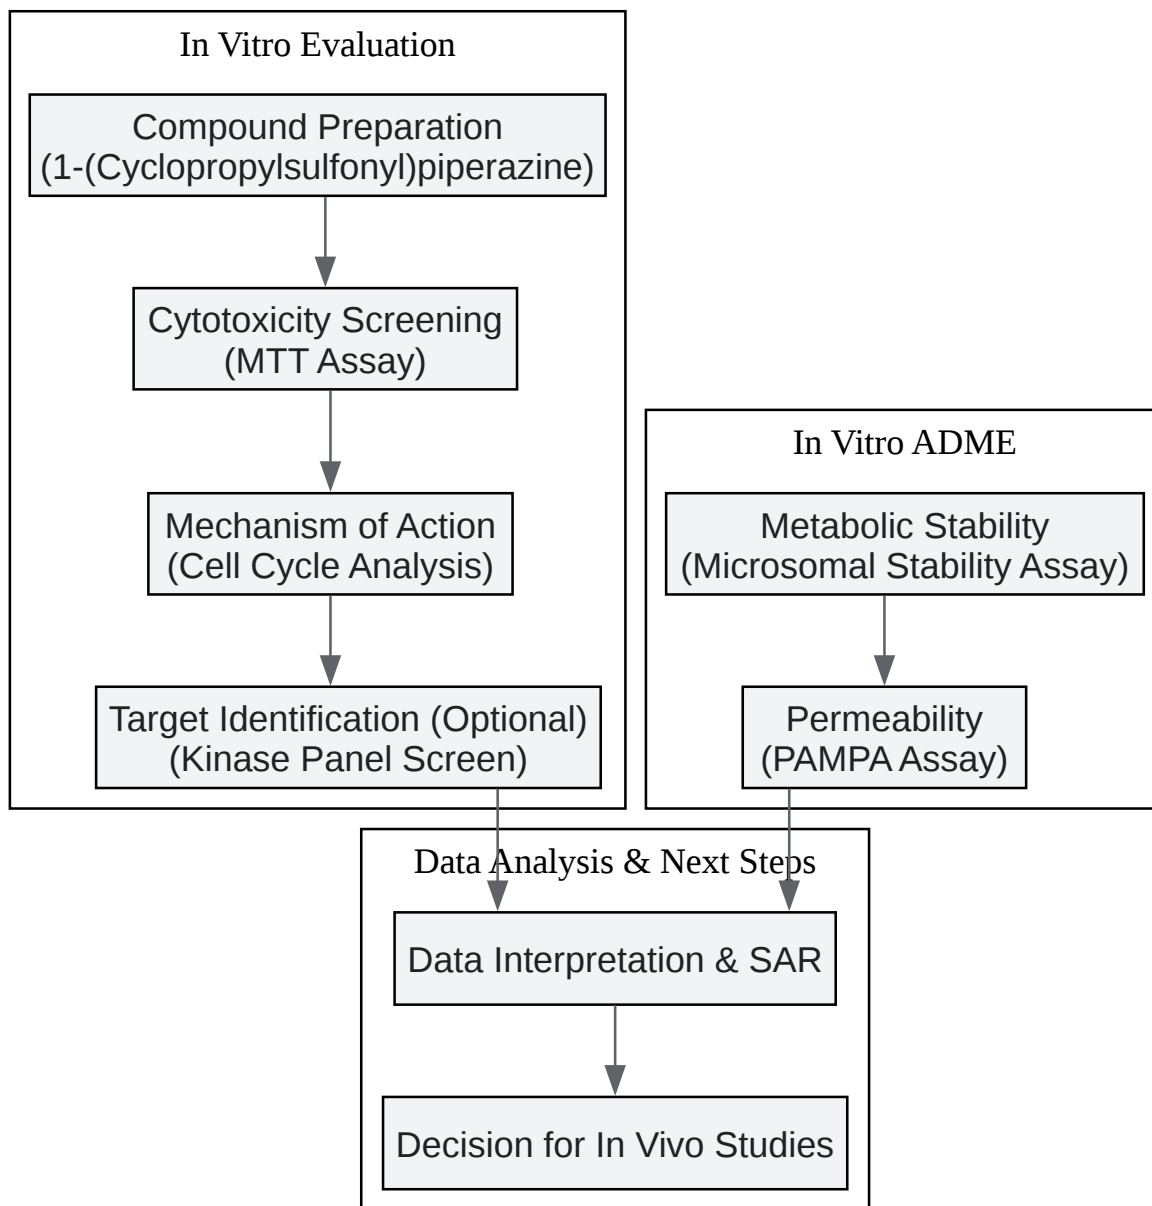 In Vitro Evaluation
Compound Preparation
(1-(Cyclopropylsulfonyl)piperazine)
Cytotoxicity Screening
(MTT Assay)
Mechanism of Action
(Cell Cycle Analysis)
Target Identification (Optional)
(Kinase Panel Screen)
In Vitro ADME
Metabolic Stability
(Microsomal Stability Assay)
Permeability
(PAMPA Assay)
Data Analysis & Next Steps
Data Interpretation & SAR
Decision for In Vivo Studies